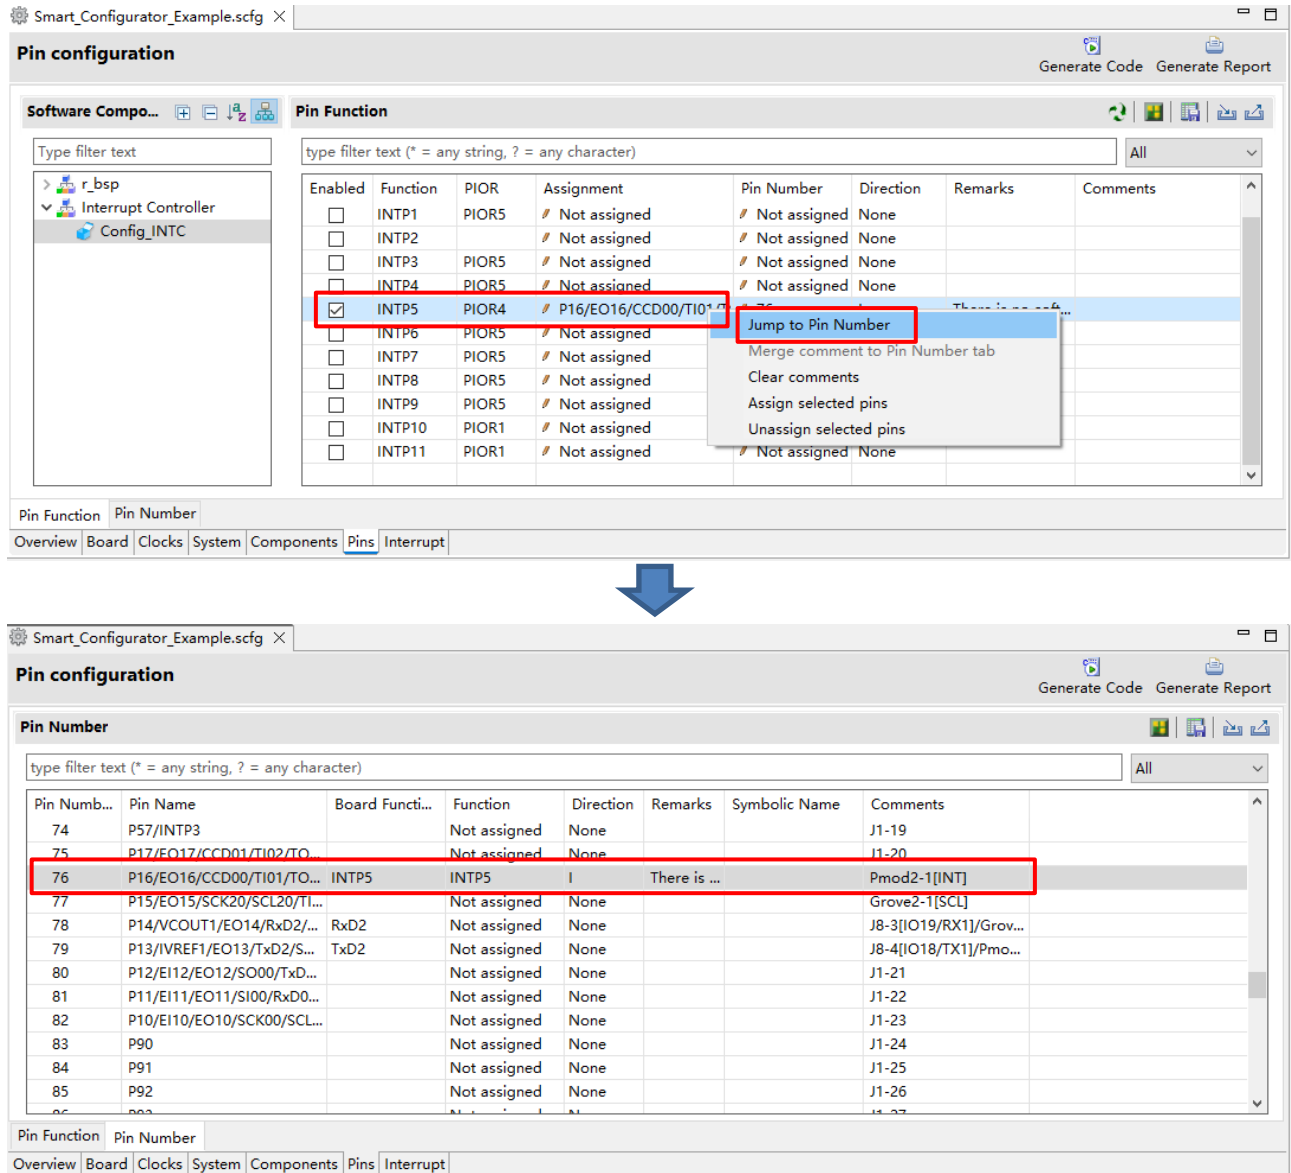 Smart_Configurator_Example.scfg
Pin configuration
Generate Code Generate Report
Software Compo... Pin Function
Type filter text type filter text (* = any string, ? = any character) All
r_bsp
Interrupt Controller
Config_INTC
Enabled Function PIOR Assignment Pin Number Direction Remarks Comments
INTP1 PIOR5 Not assigned Not assigned None
INTP2 Not assigned Not assigned None
INTP3 PIOR5 Not assigned Not assigned None
INTP4 PIOR5 Not assigned Not assigned None
INTP5 PIOR4 P16/EO16/CCD00/TI01/T
INTP6 PIOR5 Not assigned
INTP7 PIOR5 Not assigned
INTP8 PIOR5 Not assigned
INTP9 PIOR5 Not assigned
INTP10 PIOR1 Not assigned
INTP11 PIOR1 Not assigned Not assigned None
Jump to Pin Number
Merge comment to Pin Number tab
Clear comments
Assign selected pins
Unassign selected pins
Pin Function Pin Number
Overview Board Clocks System Components Pins Interrupt
Smart_Configurator_Example.scfg
Pin configuration
Generate Code Generate Report
Pin Number
type filter text (* = any string, ? = any character) All
Pin Numb... Pin Name Board Functi... Function Direction Remarks Symbolic Name Comments
74 P57/INTP3 Not assigned None J1-19
75 P17/EO17/CCD01/TI02/TO... Not assigned None J1-20
76 P16/EO16/CCD00/TI01/TO... INTP5 INTP5 I There is ... Pmod2-1[INT]
77 P15/EO15/SCK20/SCL20/TI... Not assigned None Grove2-1[SCL]
78 P14/VCOUT1/EO14/RxD2/... RxD2 Not assigned None J8-3[IO19/RX1]/Grov...
79 P13/IVREF1/EO13/TxD2/S... TxD2 Not assigned None J8-4[IO18/TX1]/Pmo...
80 P12/EI12/EO12/SO00/TxD... Not assigned None J1-21
81 P11/EI11/EO11/SI00/RxD0... Not assigned None J1-22
82 P10/EI10/EO10/SCK00/SCL... Not assigned None J1-23
83 P90 Not assigned None J1-24
84 P91 Not assigned None J1-25
85 P92 Not assigned None J1-26
Pin Function Pin Number
Overview Board Clocks System Components Pins Interrupt